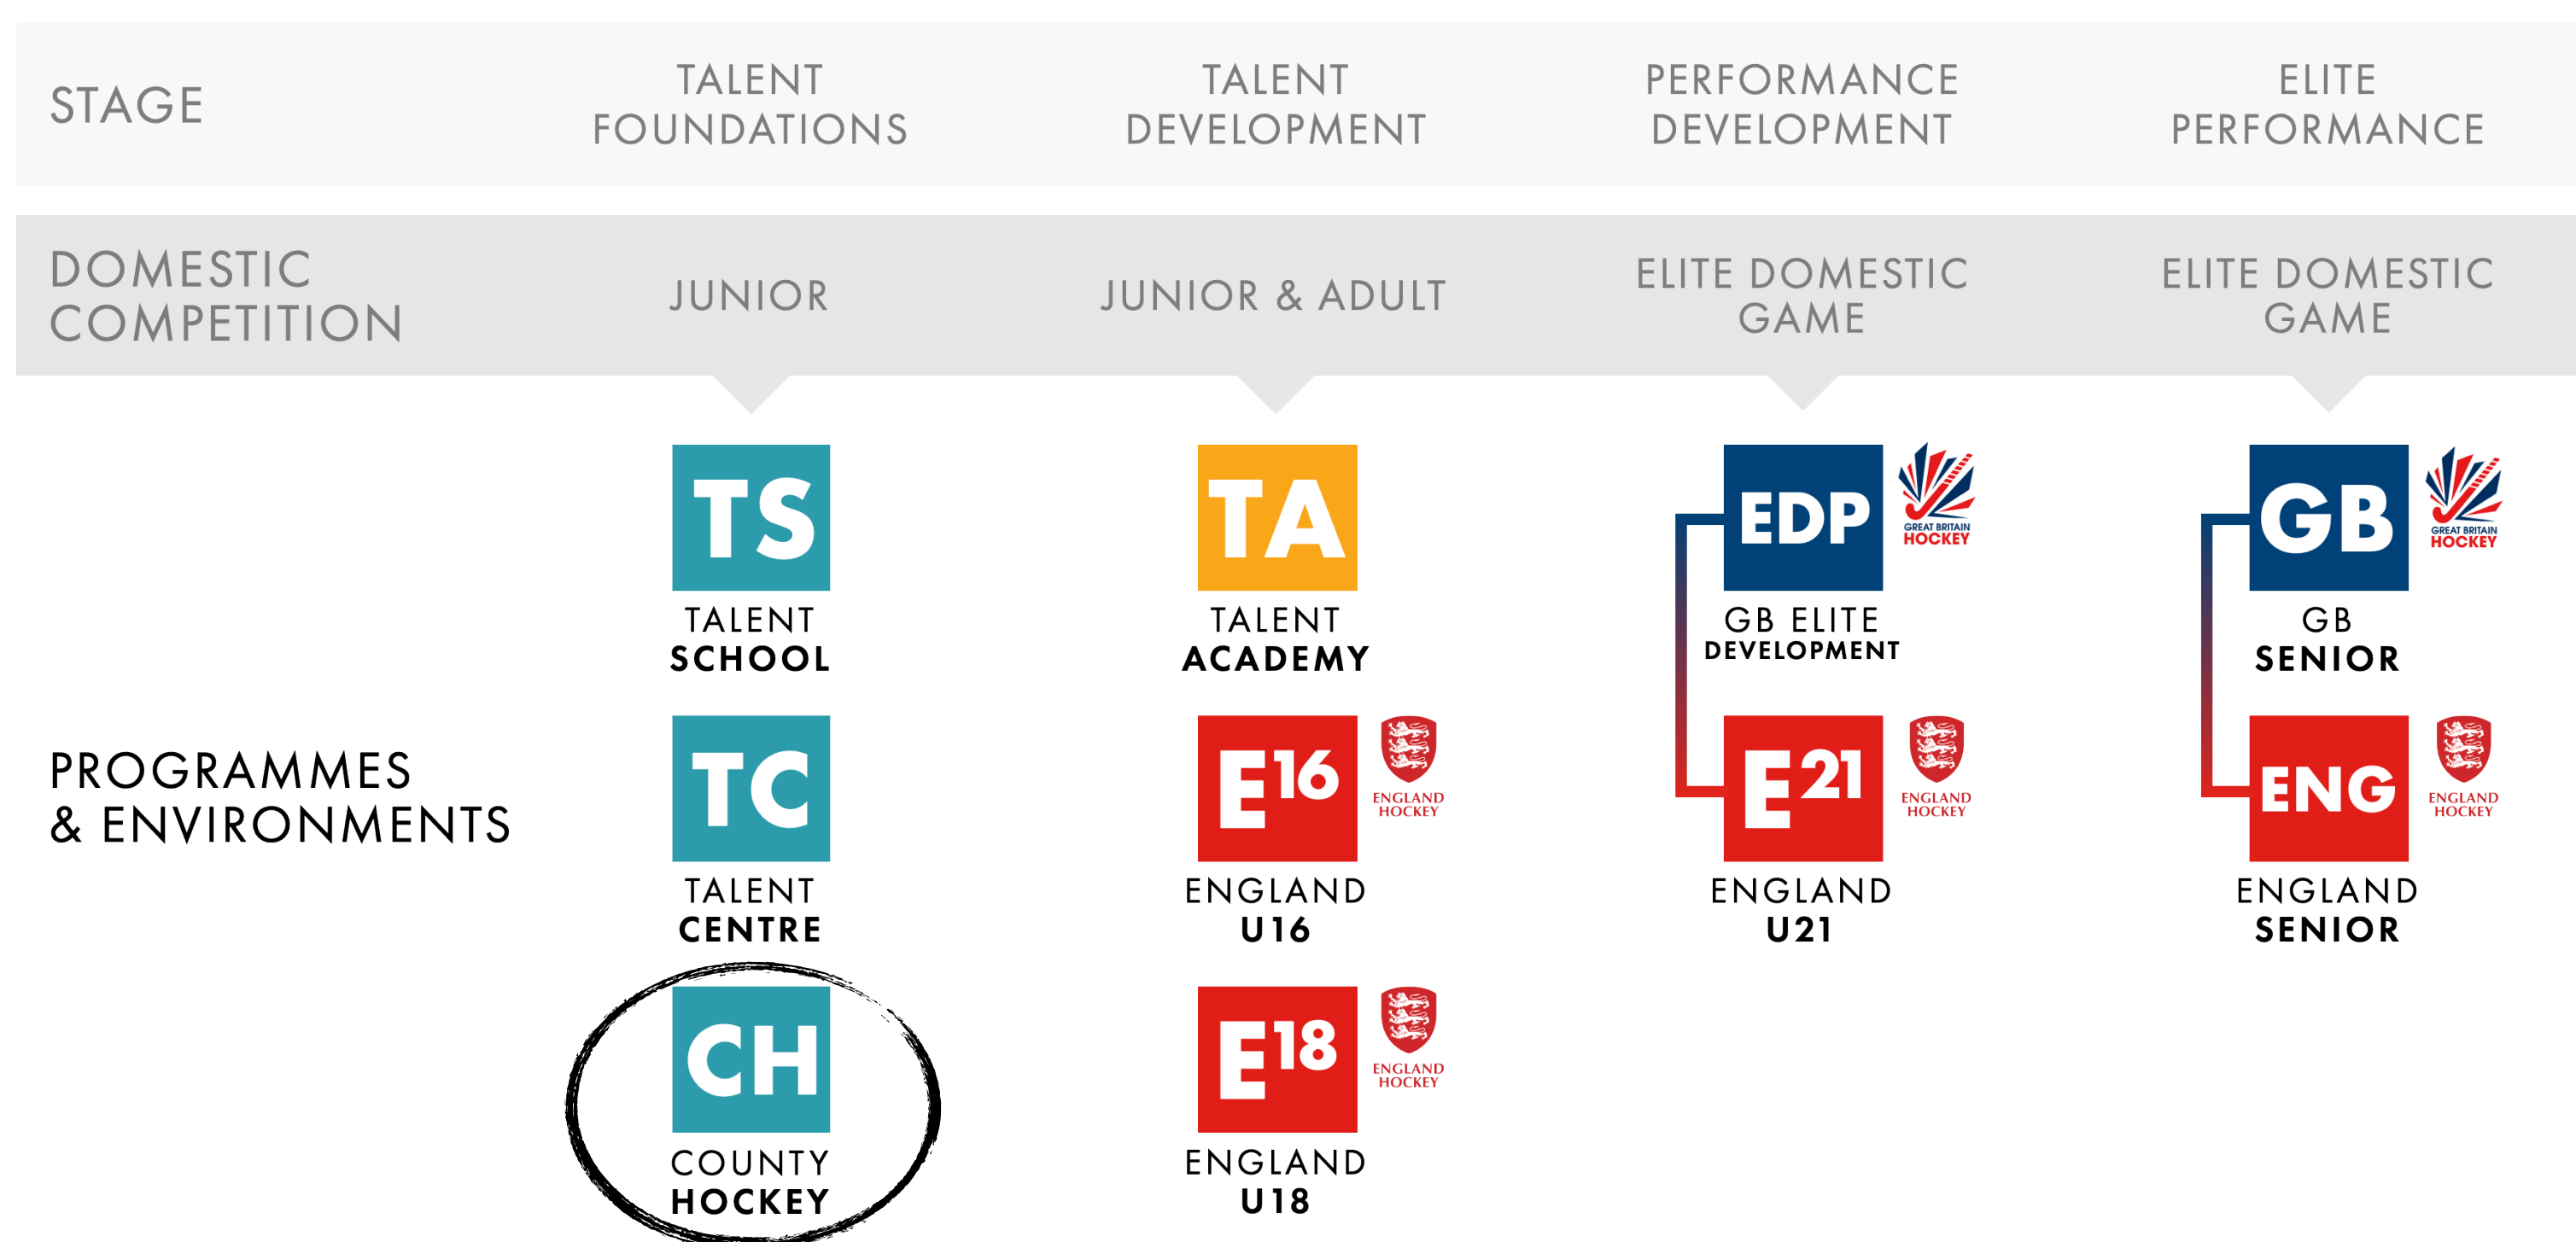 STAGE
TALENT
FOUNDATIONS
TALENT
DEVELOPMENT
PERFORMANCE
DEVELOPMENT
ELITE
PERFORMANCE
DOMESTIC
COMPETITION
JUNIOR
JUNIOR & ADULT
ELITE DOMESTIC
GAME
ELITE DOMESTIC
GAME
PROGRAMMES
& ENVIRONMENTS
TS
TALENT
SCHOOL
TA
TALENT
ACADEMY
EDP
GREAT BRITAIN
HOCKEY
GB ELITE
DEVELOPMENT
GB
GREAT BRITAIN
HOCKEY
GB
SENIOR
TC
TALENT
CENTRE
E16
ENGLAND
HOCKEY
ENGLAND
U16
E21
ENGLAND
HOCKEY
ENGLAND
U21
ENG
ENGLAND
HOCKEY
ENGLAND
SENIOR
CH
COUNTY
HOCKEY
E18
ENGLAND
HOCKEY
ENGLAND
U18